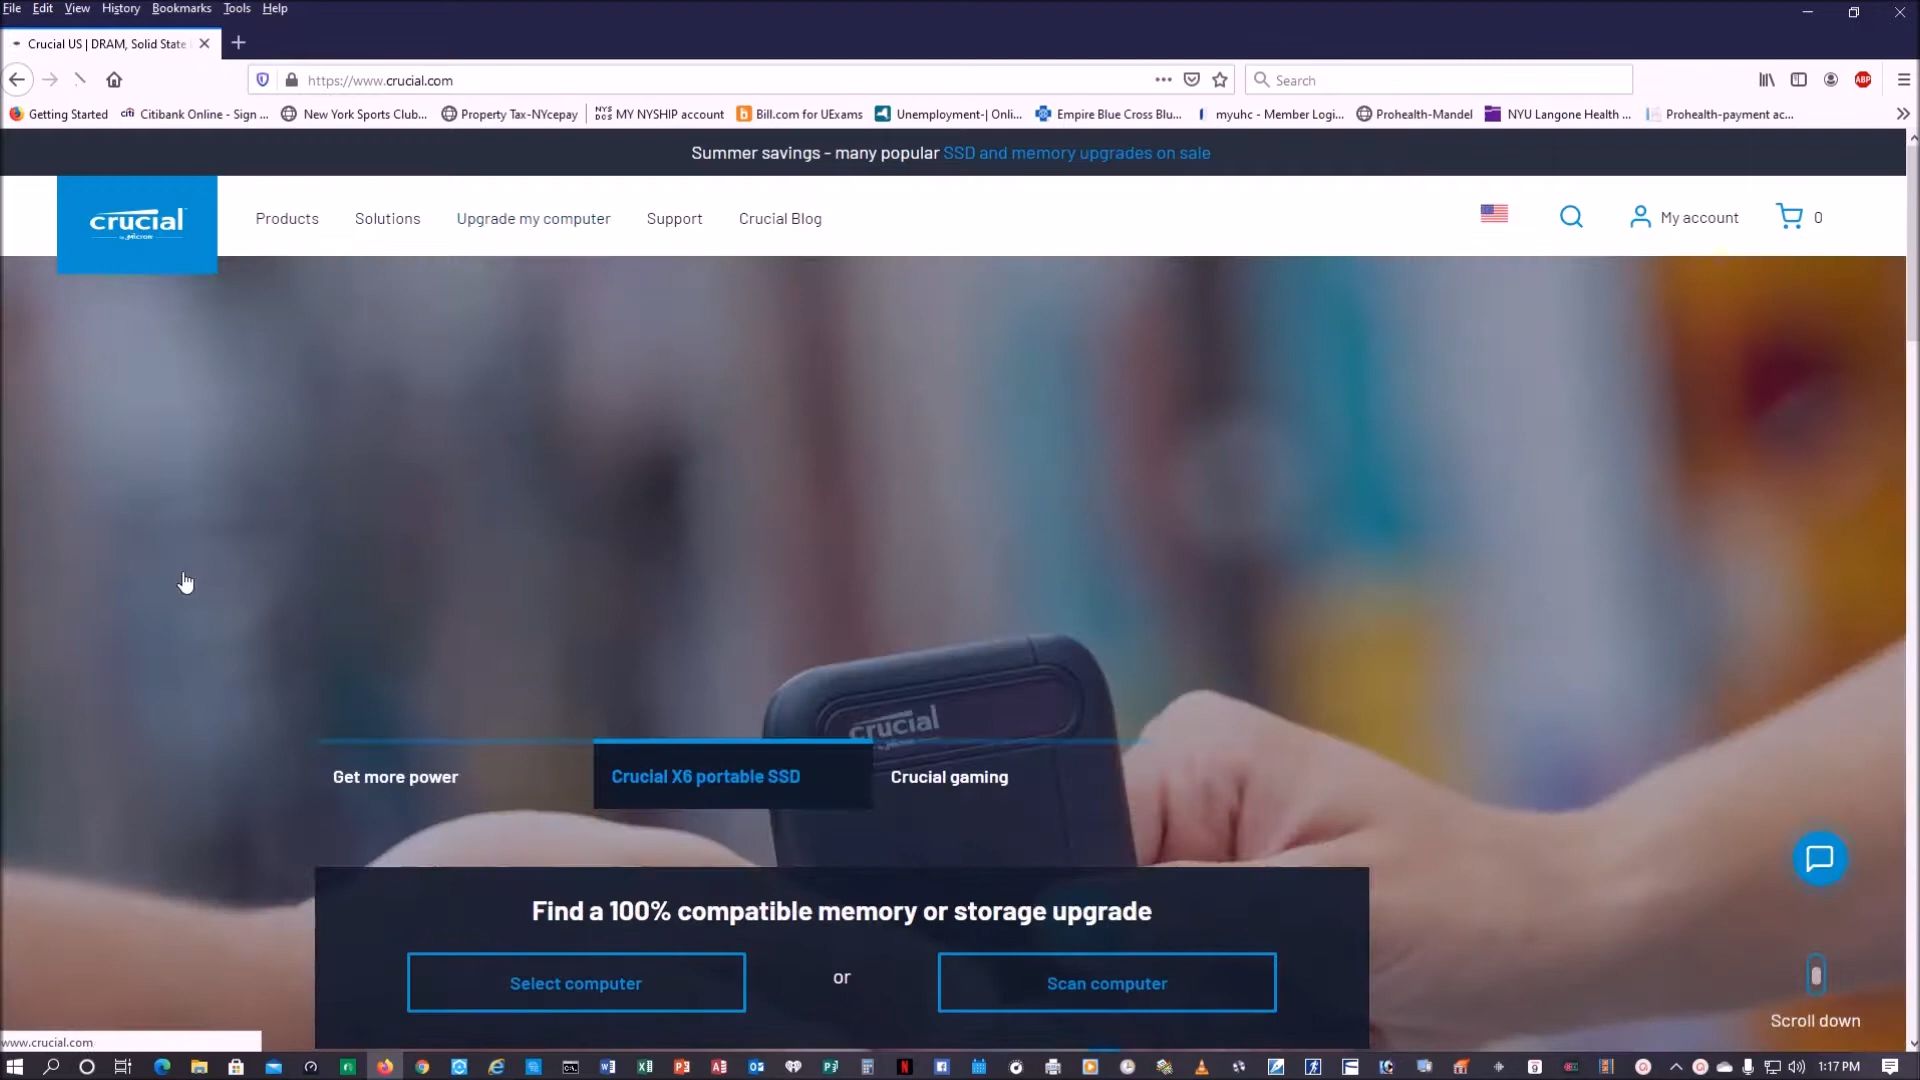 File Edit View History Bookmarks Tools Help
Crucial US | DRAM, Solid State
https://www.crucial.com
Search
Getting Started
Citibank Online - Sign ...
New York Sports Club...
Property Tax-NYcepay
MY NYSHIP account
Bill.com for UExams
Unemployment-| Onli...
Empire Blue Cross Blu...
myuhc - Member Logi...
Prohealth-Mandel
NYU Langone Health ...
Prohealth-payment ac...
Summer savings - many popular SSD and memory upgrades on sale
crucial
by Micron
Products
Solutions
Upgrade my computer
Support
Crucial Blog
My account
0
crucial
Get more power
Crucial X6 portable SSD
Crucial gaming
Find a 100% compatible memory or storage upgrade
Select computer
or
Scan computer
Scroll down
www.crucial.com
1:17 PM